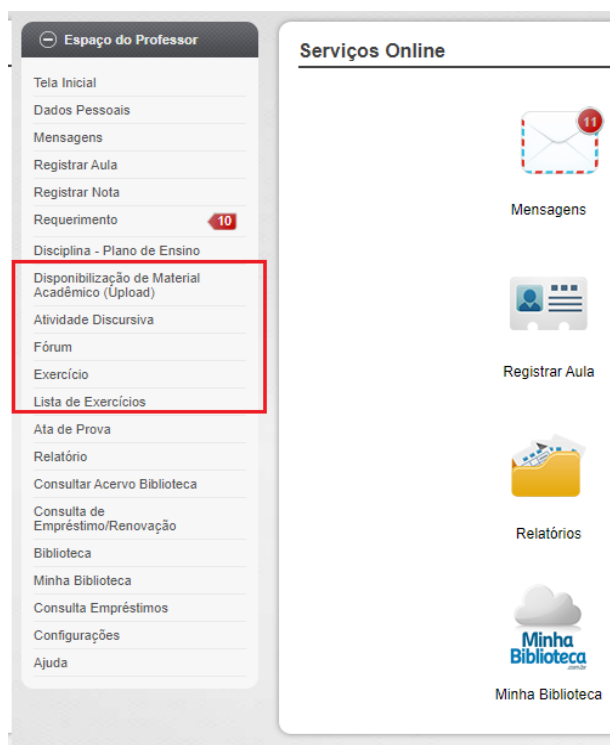 Espaço do Professor
Tela Inicial
Dados Pessoais
Mensagens
Registrar Aula
Registrar Nota
Requerimento 10
Disciplina - Plano de Ensino
Disponibilização de Material
Acadêmico (Upload)
Atividade Discursiva
Fórum
Exercício
Lista de Exercícios
Ata de Prova
Relatório
Consultar Acervo Biblioteca
Consulta de
Empréstimo/Renovação
Biblioteca
Minha Biblioteca
Consulta Empréstimos
Configurações
Ajuda
Serviços Online
11
Mensagens
Registrar Aula
Relatórios
Minha
Biblioteca
.com.br
Minha Biblioteca